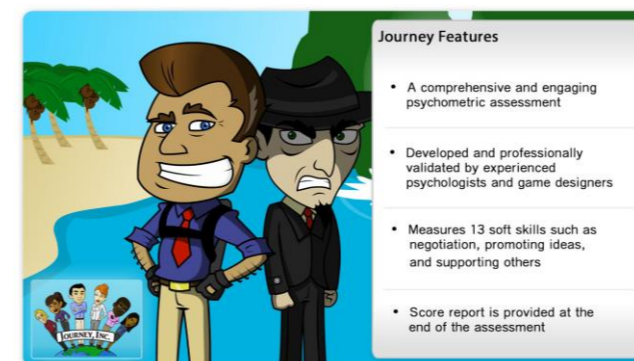 Journey Features
• A comprehensive and engaging
psychometric assessment
• Developed and professionally
validated by experienced
psychologists and game designers
• Measures 13 soft skills such as
negotiation, promoting ideas,
and supporting others
• Score report is provided at the
end of the assessment
JOURNEY, INC.